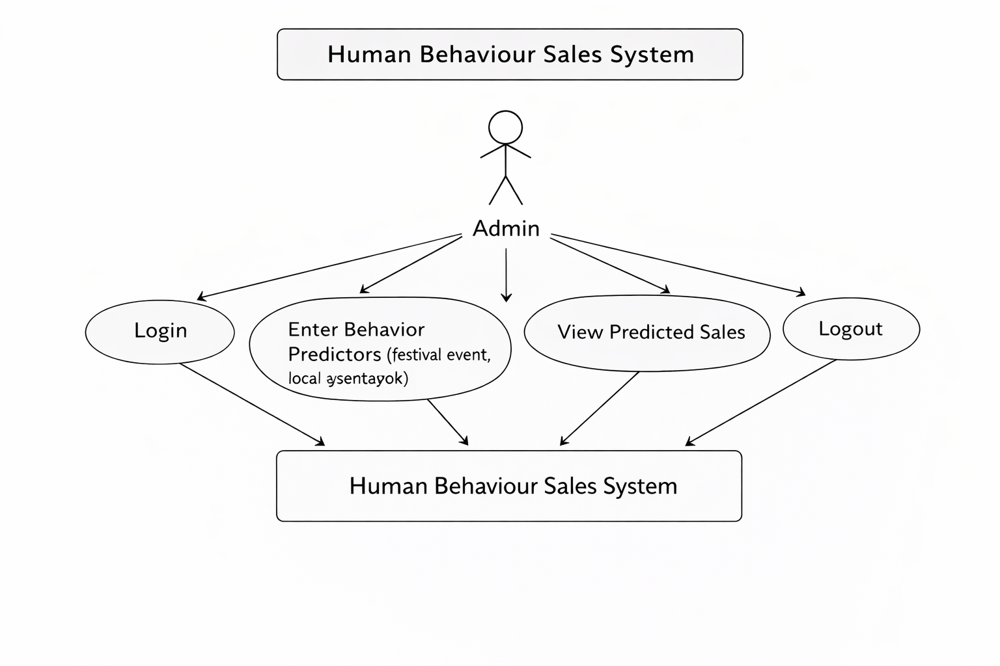 Human Behaviour Sales System
Admin
Login
Enter Behavior
Predictors (festival event,
local
View Predicted Sales
Logout
Human Behaviour Sales System